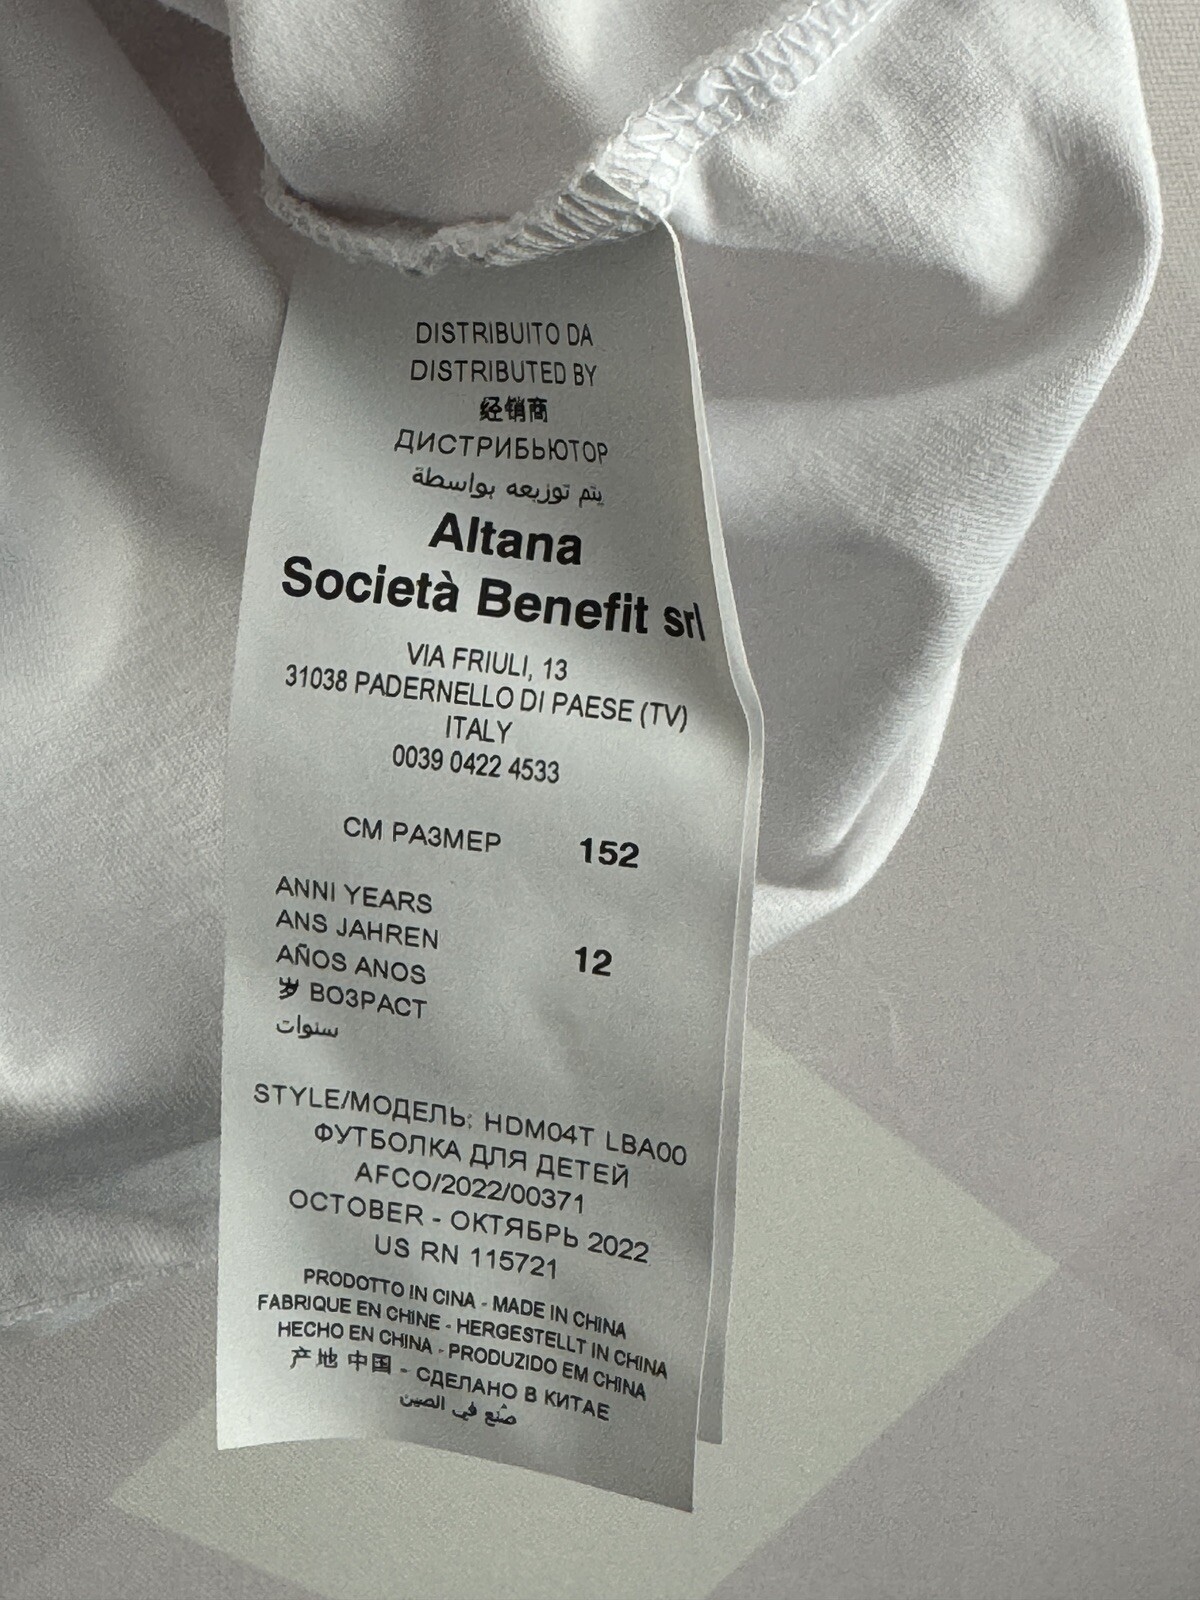 DISTRIBUITO DA
DISTRIBUTED BY
经销商
ДИСТРИБЬЮТОР
يتم توزيعه بواسطة
Altana
Società Benefit srl
VIA FRIULI, 13
31038 PADERNELLO DI PAESE (TV)
ITALY
0039 0422 4533
СМ РАЗМЕР 152
ANNI YEARS
ANS JAHREN
AÑOS ANOS 12
岁 ВОЗРАСТ
سنوات
STYLE/МОДЕЛЬ: HDM04T LBA00
ФУТБОЛКА ДЛЯ ДЕТЕЙ
AFCO/2022/00371
OCTOBER - ОКТЯБРЬ 2022
US RN 115721
PRODOTTO IN CINA - MADE IN CHINA
FABRIQUE EN CHINE - HERGESTELLT IN CHINA
HECHO EN CHINA - PRODUZIDO EM CHINA
产地 中国 - СДЕЛАНО В КИТАЕ
صُنع في الصين